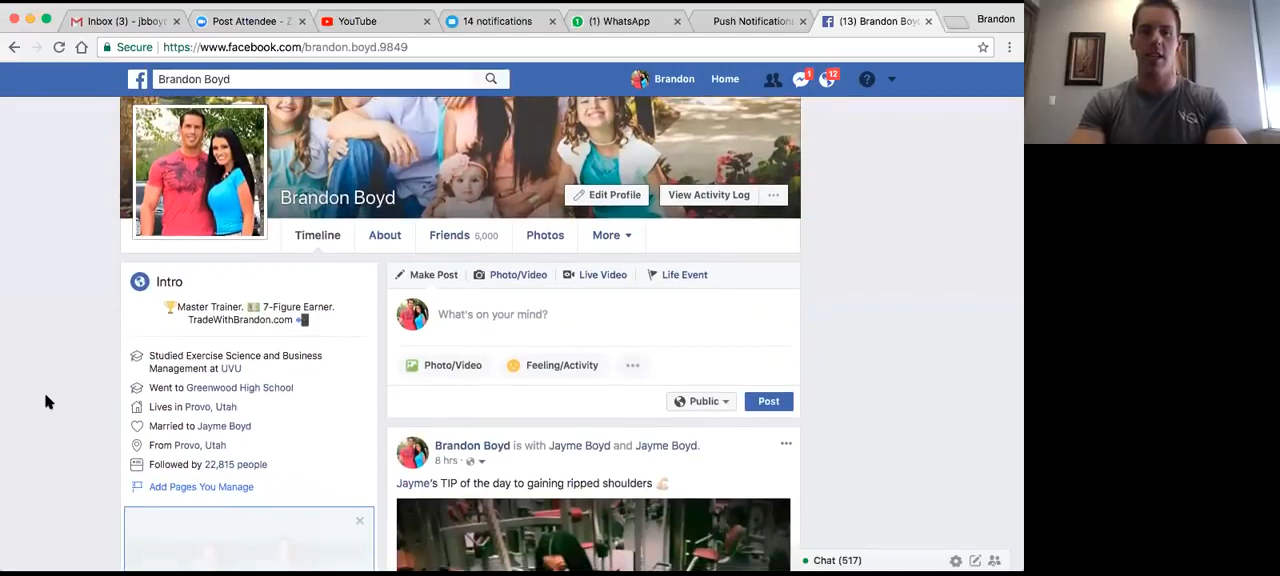 Inbox (3) - jbboy
Post Attendee - Z
YouTube
14 notifications
(1) WhatsApp
Push Notification
(13) Brandon Boy
Brandon
Secure
https://www.facebook.com/brandon.boyd.9849
Brandon Boyd
Brandon
Home
1
12
Brandon Boyd
Edit Profile
View Activity Log
Timeline
About
Friends 5,000
Photos
More
Intro
🏆Master Trainer. 💵 7-Figure Earner.
TradeWithBrandon.com 📲
Studied Exercise Science and Business
Management at UVU
Went to Greenwood High School
Lives in Provo, Utah
Married to Jayme Boyd
From Provo, Utah
Followed by 22,815 people
Add Pages You Manage
Make Post
Photo/Video
Live Video
Life Event
What's on your mind?
Photo/Video
Feeling/Activity
Public
Post
Brandon Boyd is with Jayme Boyd and Jayme Boyd.
8 hrs ·
Jayme's TIP of the day to gaining ripped shoulders 💪🏻
Chat (517)